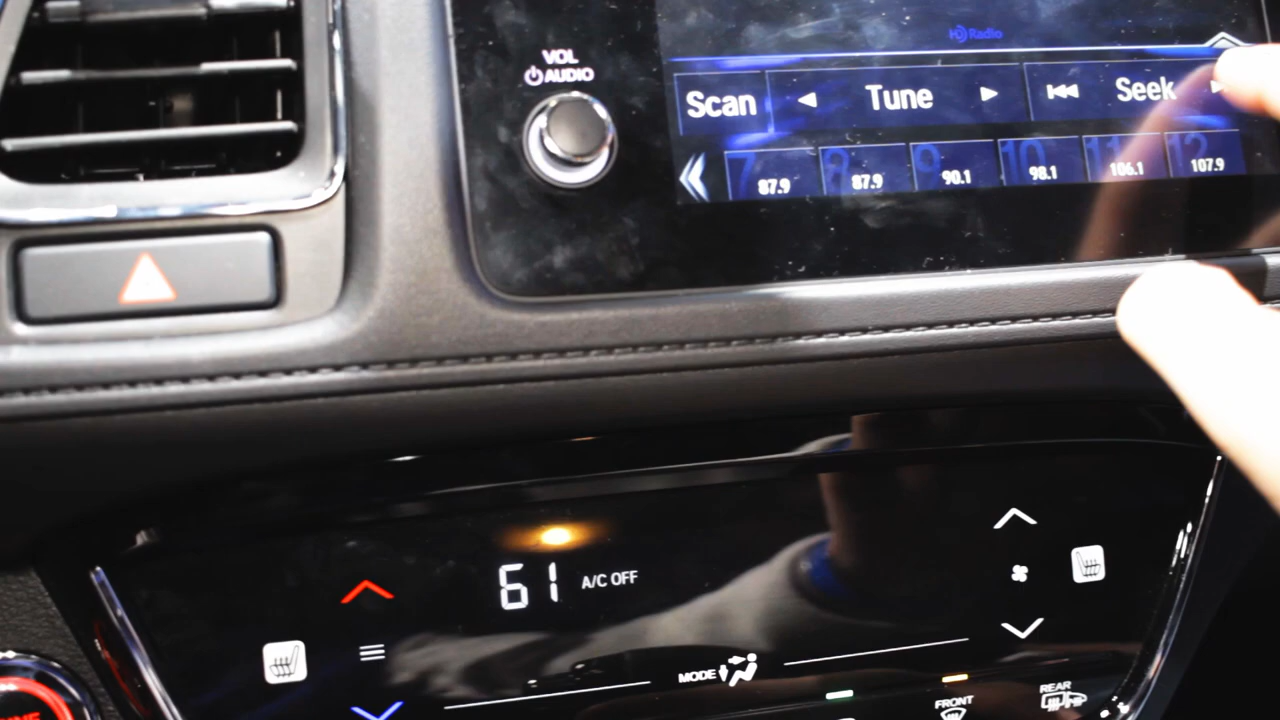 VOL
AUDIO
HD Radio
Scan
Tune
Seek
7
87.9
8
87.9
9
90.1
10
98.1
11
106.1
12
107.9
61
A/C OFF
MODE
FRONT
REAR